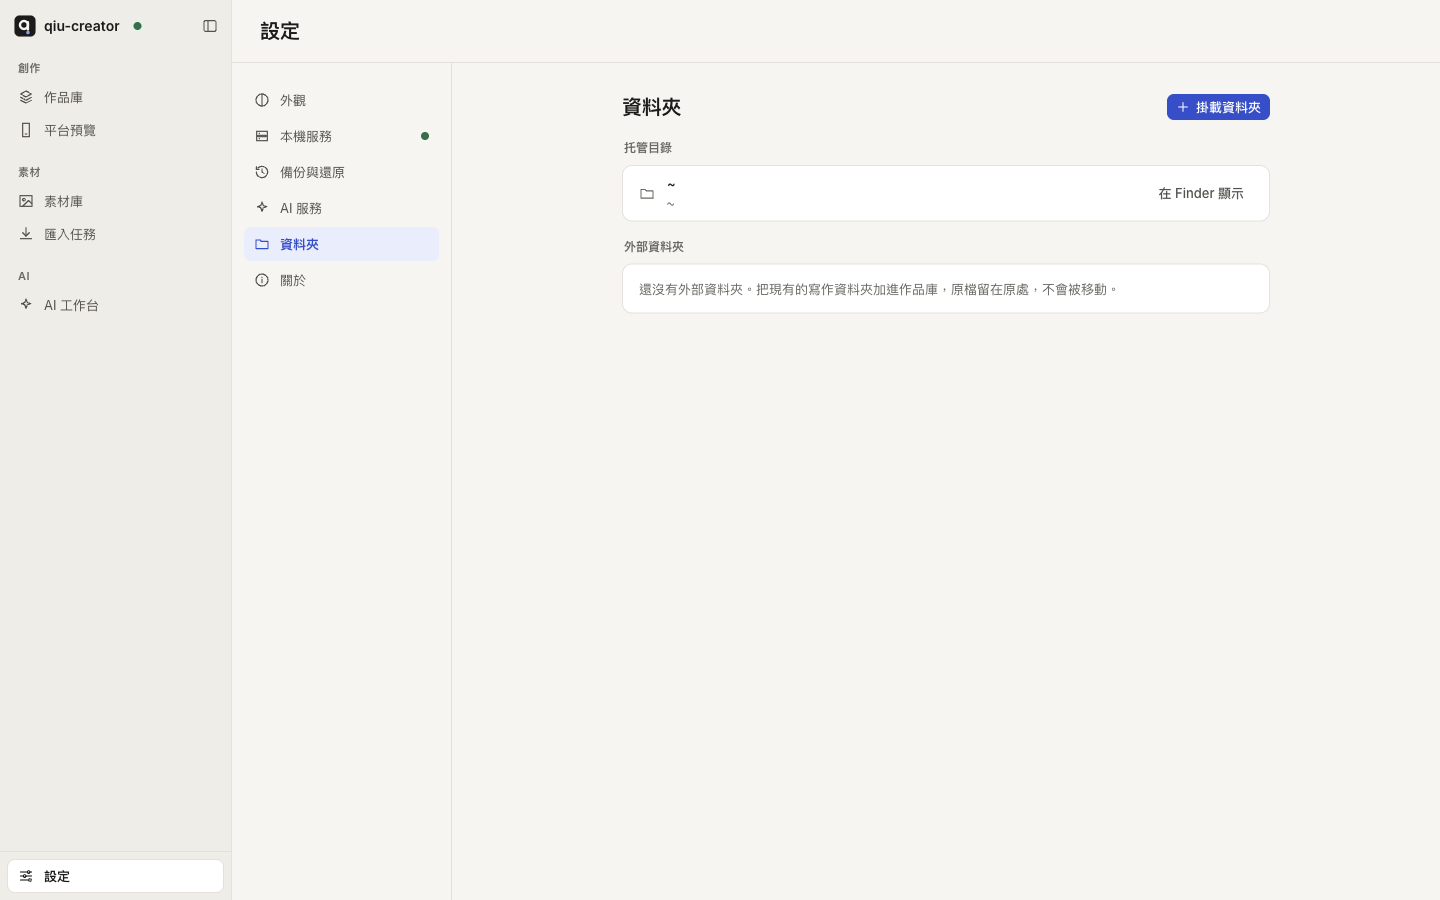 qiu-creator
創作
作品庫
平台預覽
素材
素材庫
匯入任務
AI
AI 工作台
設定
設定
外觀
本機服務
備份與還原
AI 服務
資料夾
關於
資料夾
掛載資料夾
托管目錄
~
~
在 Finder 顯示
外部資料夾
還沒有外部資料夾。把現有的寫作資料夾加進作品庫，原檔留在原處，不會被移動。